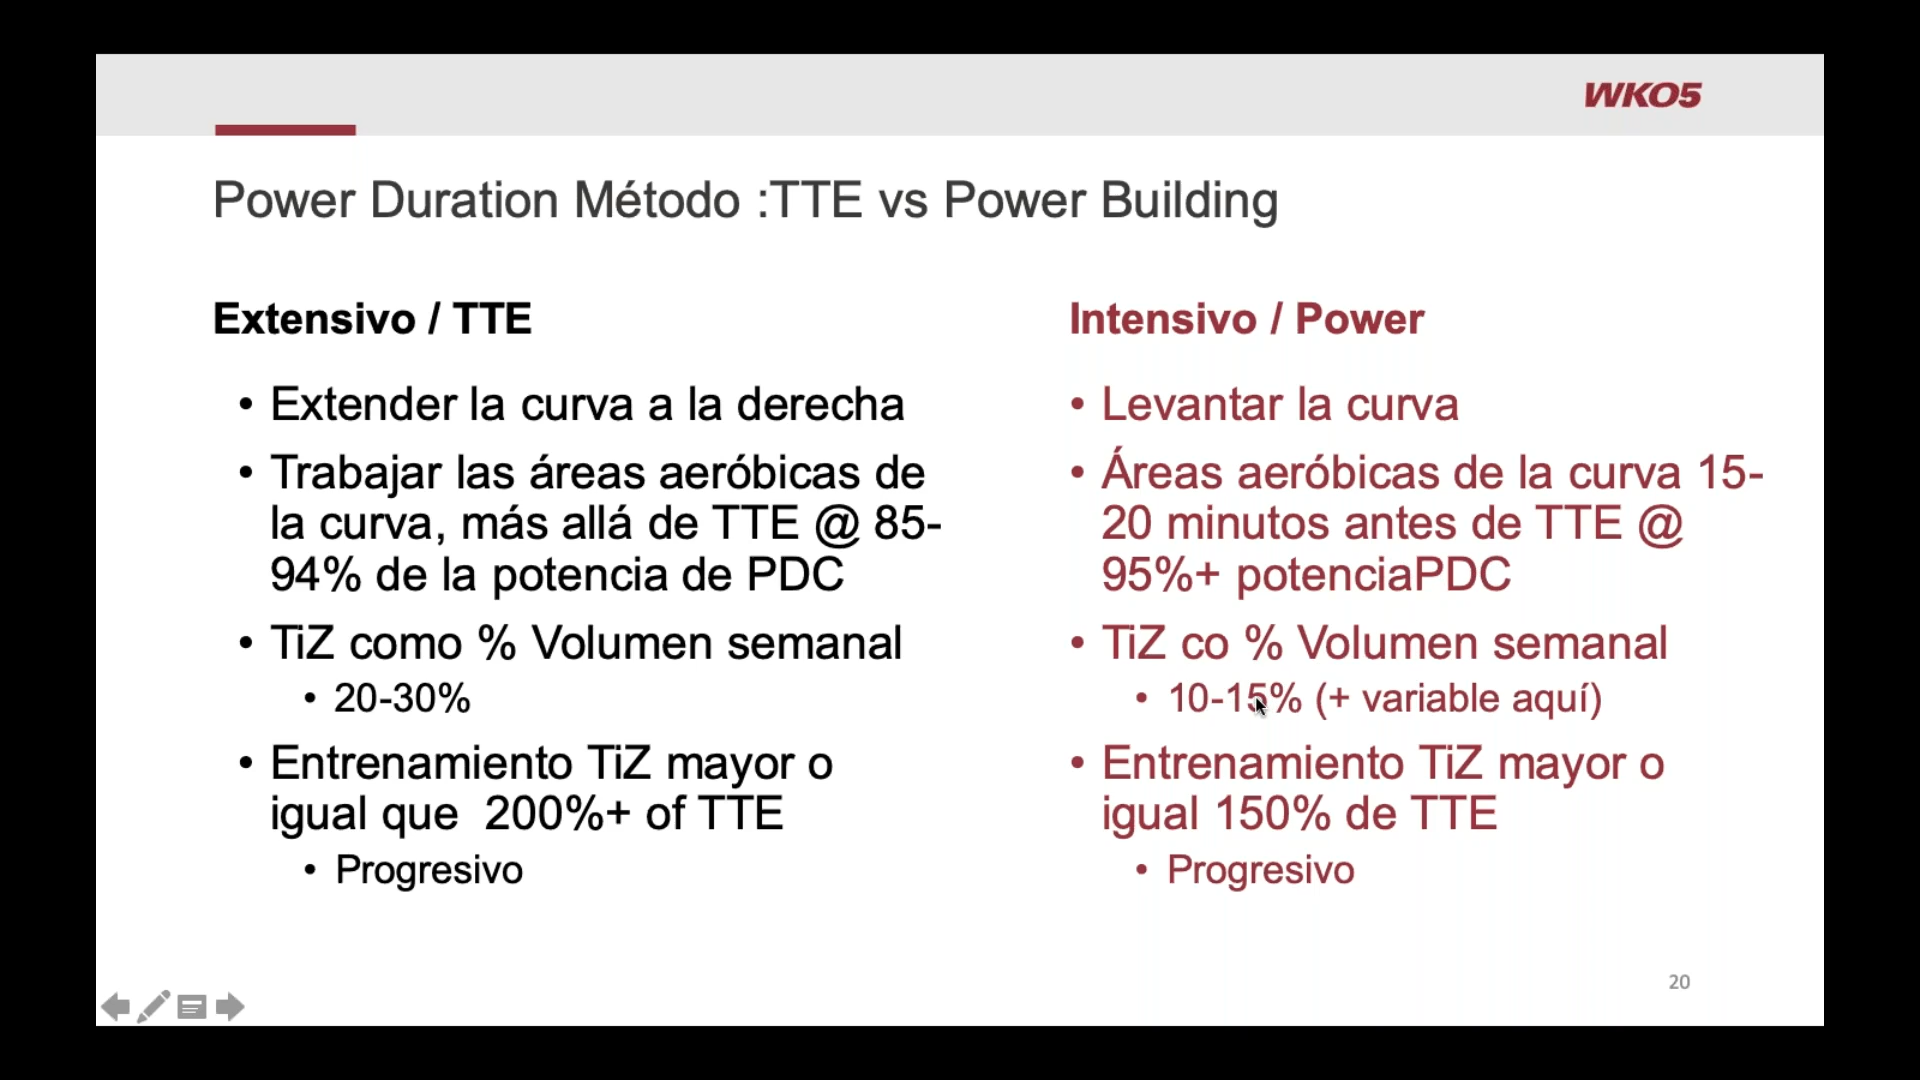 WKO5
Power Duration Método :TTE vs Power Building
Extensivo / TTE
• Extender la curva a la derecha
• Trabajar las áreas aeróbicas de
la curva, más allá de TTE @ 85-
94% de la potencia de PDC
• TiZ como % Volumen semanal
• 20-30%
• Entrenamiento TiZ mayor o
igual que 200%+ of TTE
• Progresivo
Intensivo / Power
• Levantar la curva
• Áreas aeróbicas de la curva 15-
20 minutos antes de TTE @
95%+ potenciaPDC
• TiZ co % Volumen semanal
• 10-15% (+ variable aquí)
• Entrenamiento TiZ mayor o
igual 150% de TTE
• Progresivo
20